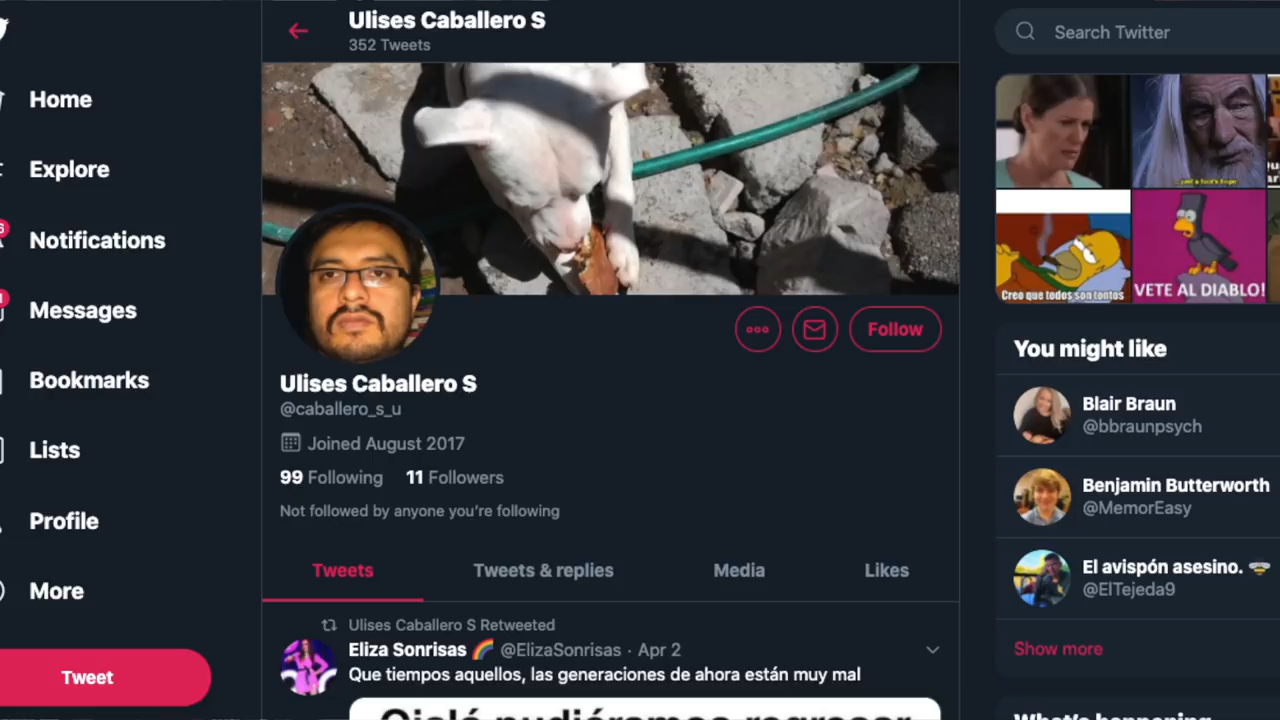 Ulises Caballero S
352 Tweets
Home
Explore
Notifications
Messages
Bookmarks
Lists
Profile
More
Tweet
Follow
Ulises Caballero S
@caballero_s_u
Joined August 2017
99 Following 11 Followers
Not followed by anyone you're following
Tweets Tweets & replies Media Likes
Ulises Caballero S Retweeted
Eliza Sonrisas 🌈 @ElizaSonrisas · Apr 2
Que tiempos aquellos, las generaciones de ahora están muy mal
Ojalá pudiéramos regresar
Search Twitter
Creo que todos son tontos
VETE AL DIABLO!
You might like
Blair Braun
@bbraunpsych
Benjamin Butterworth
@MemorEasy
El avispón asesino. 🐝
@ElTejeda9
Show more
What's happening